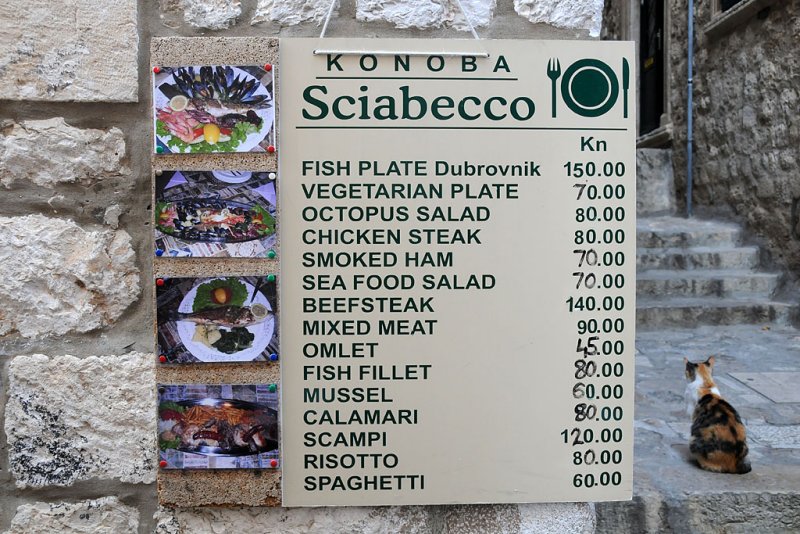 KONOBA
Sciabecco
Kn
FISH PLATE Dubrovnik 150.00
VEGETARIAN PLATE 70.00
OCTOPUS SALAD 80.00
CHICKEN STEAK 80.00
SMOKED HAM 70.00
SEA FOOD SALAD 70.00
BEEFSTEAK 140.00
MIXED MEAT 90.00
OMLET 45.00
FISH FILLET 80.00
MUSSEL 60.00
CALAMARI 80.00
SCAMPI 120.00
RISOTTO 80.00
SPAGHETTI 60.00